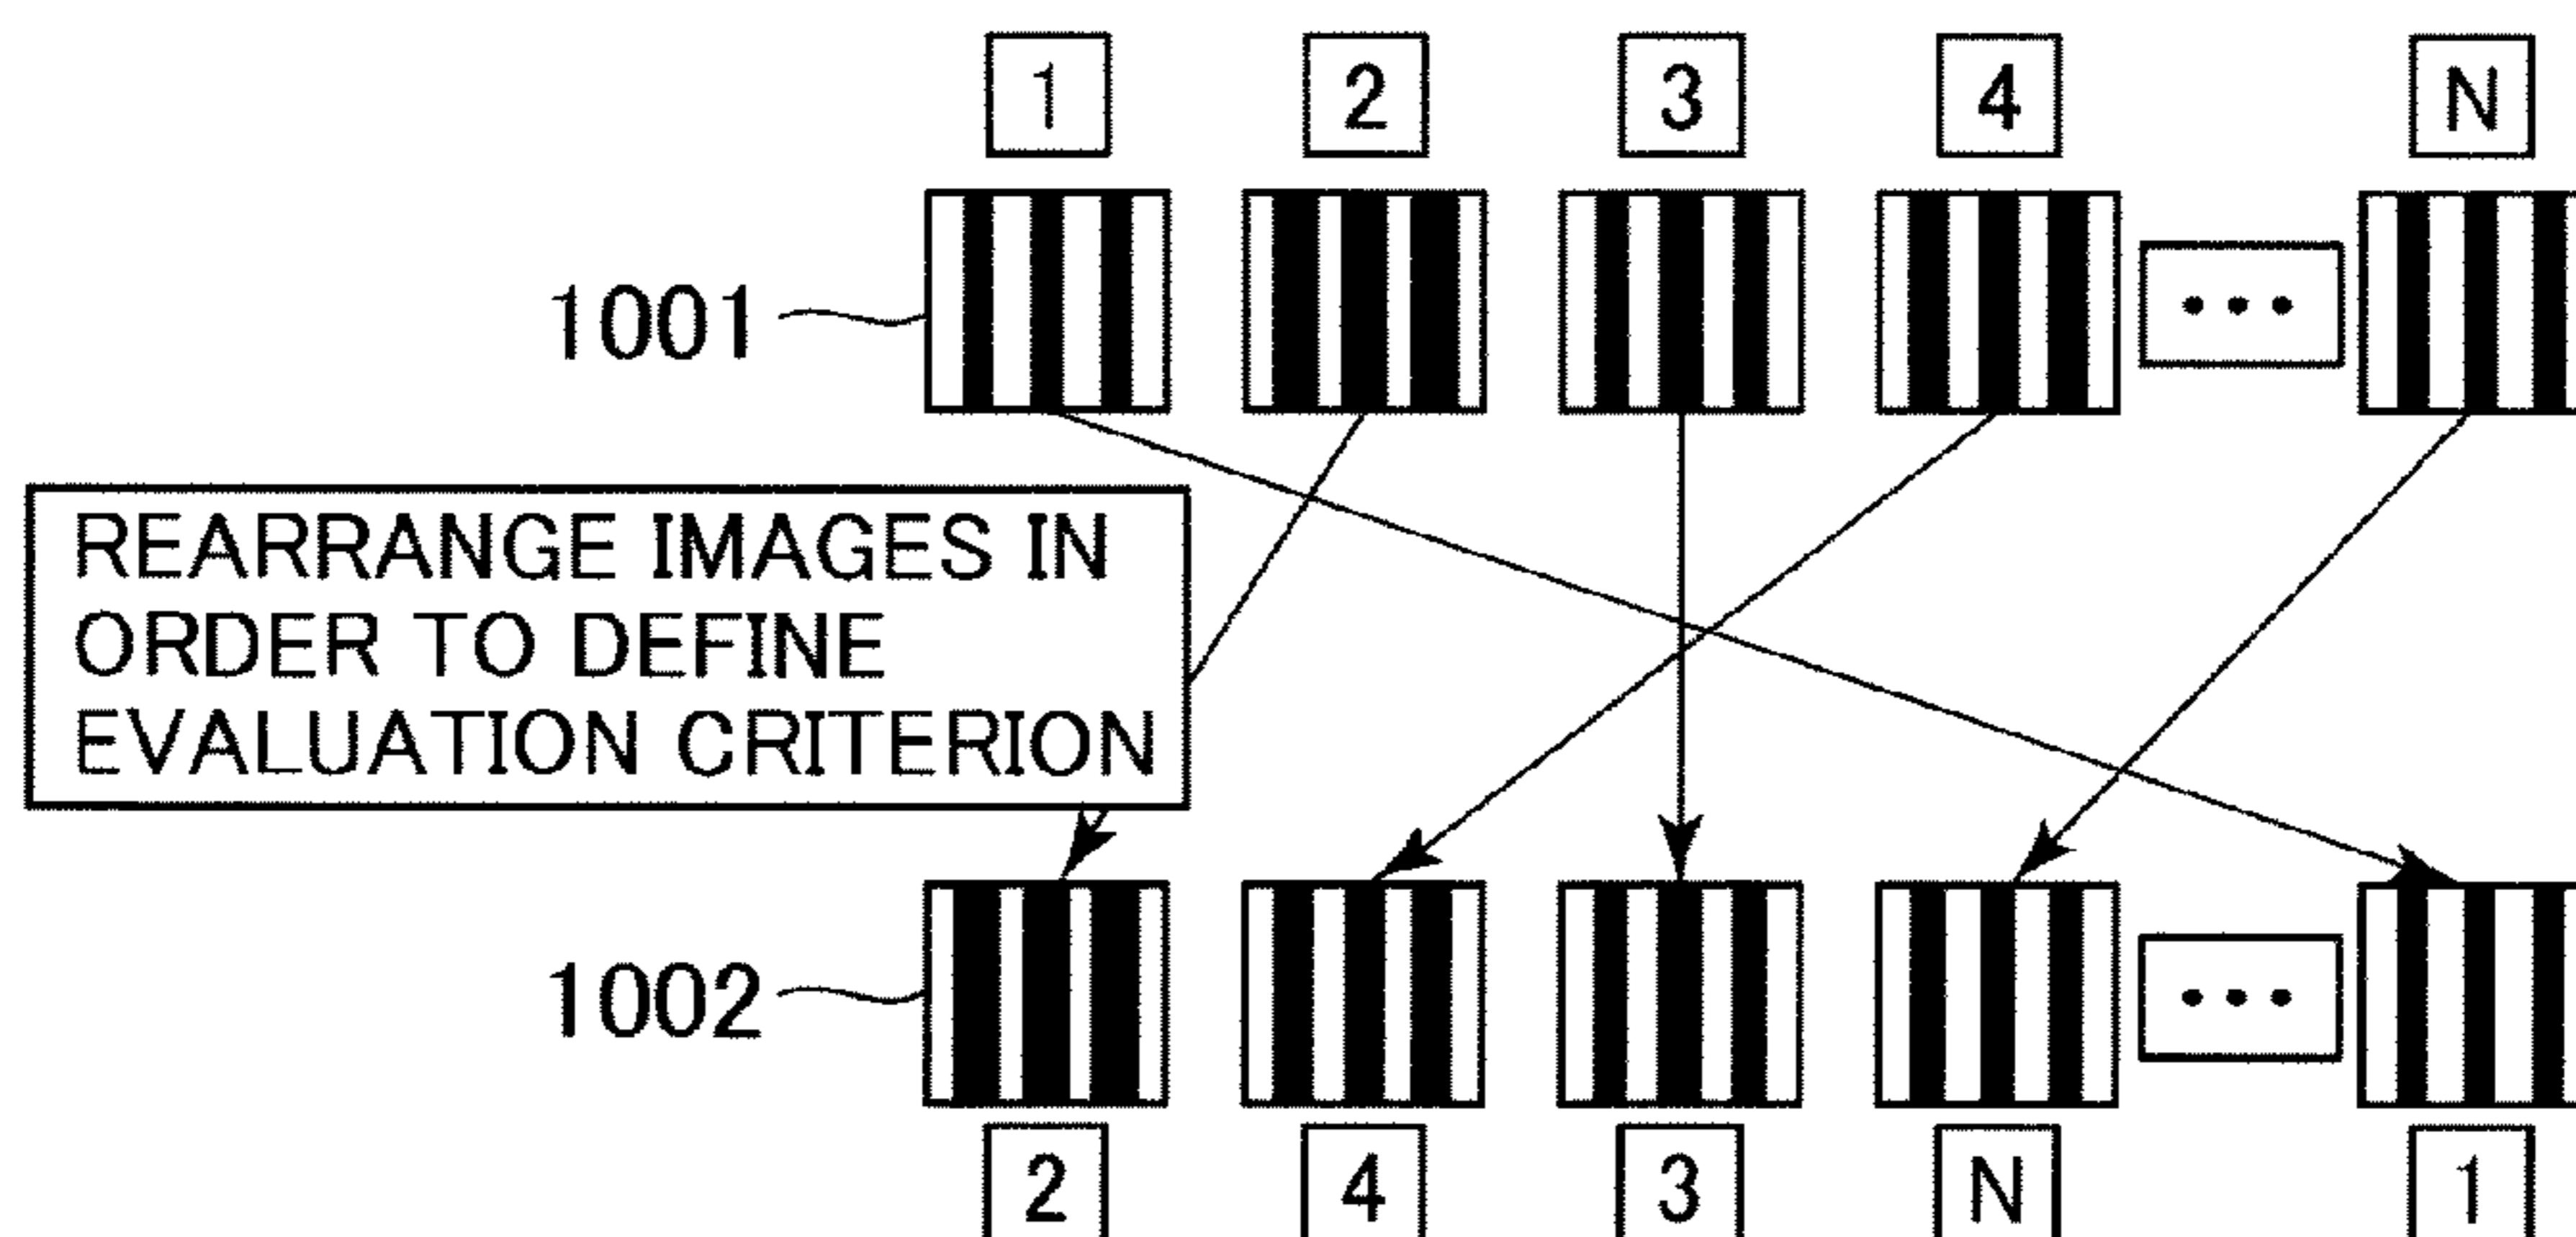 1 2 3 4 N
1001
...
REARRANGE IMAGES IN
ORDER TO DEFINE
EVALUATION CRITERION
1002
...
2 4 3 N 1